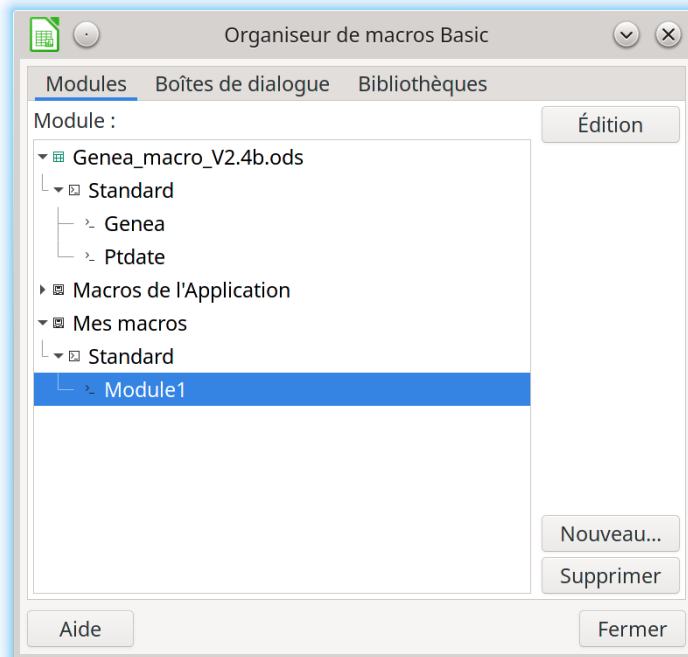 Organiseur de macros Basic
Modules Boîtes de dialogue Bibliothèques
Module :
Édition
Genea_macro_V2.4b.ods
Standard
Genea
Ptdate
Macros de l'Application
Mes macros
Standard
Module1
Nouveau...
Supprimer
Aide
Fermer